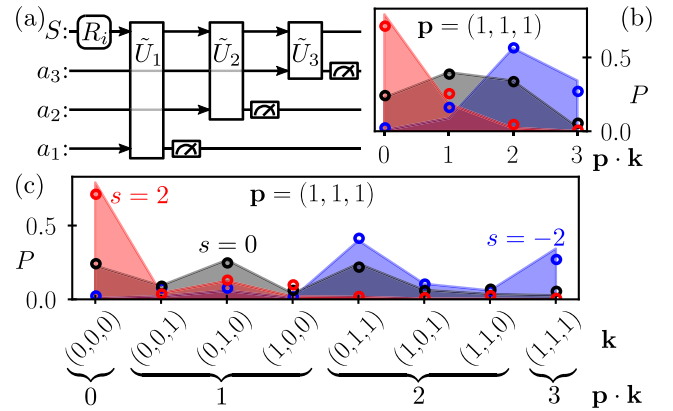 (a)
S:
R_i
Ũ_1
Ũ_2
Ũ_3
a_3:
a_2:
a_1:
(b)
p = (1, 1, 1)
0.5
P
0.0
0 1 2 3
p · k
(c)
p = (1, 1, 1)
s = 2
s = 0
s = −2
0.5
P
0.0
(0,0,0) (0,0,1) (0,1,0) (1,0,0) (0,1,1) (1,0,1) (1,1,0) (1,1,1)
k
0 1 2 3
p · k